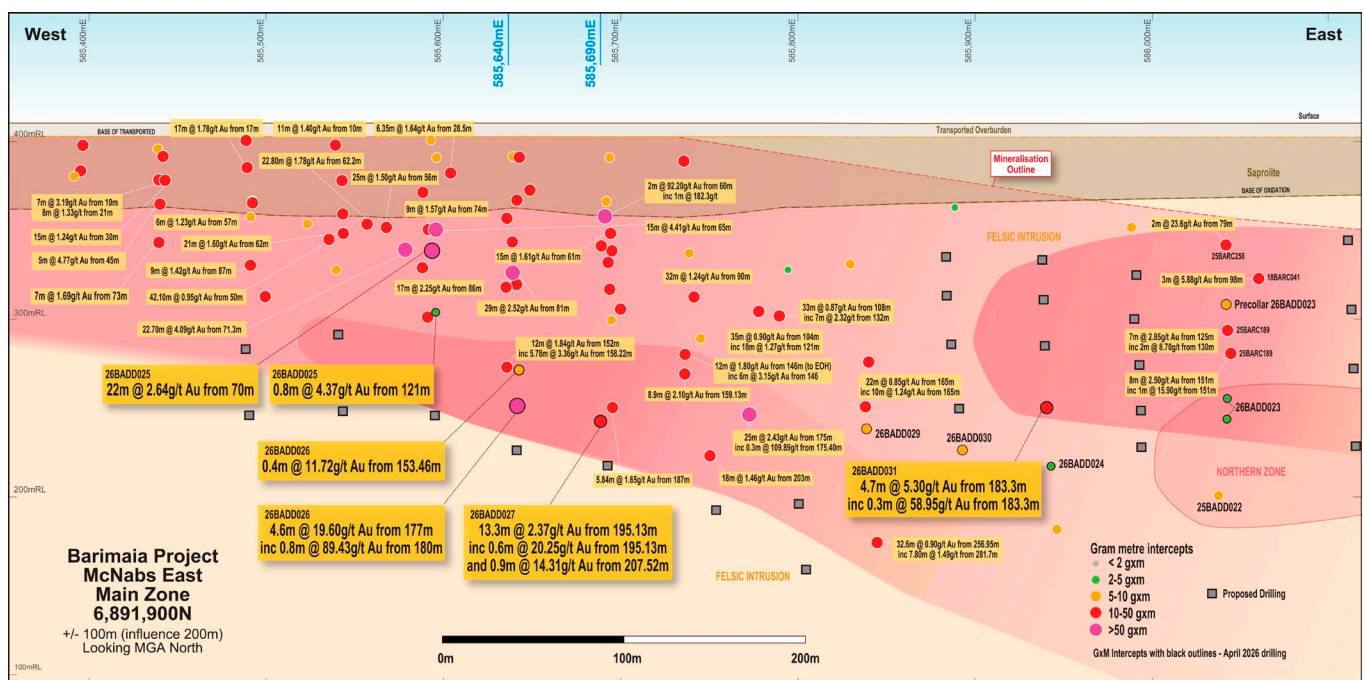 West
585,400mE
585,500mE
585,600mE
585,640mE
585,690mE
585,700mE
585,800mE
585,900mE
586,000mE
East
Surface
400mRL
BASE OF TRANSPORTED
Transported Overburden
17m @ 1.78g/t Au from 17m
11m @ 1.40g/t Au from 10m
6.35m @ 1.64g/t Au from 28.5m
22.80m @ 1.78g/t Au from 62.2m
25m @ 1.50g/t Au from 56m
Mineralisation
Outline
Saprolite
BASE OF OXIDATION
2m @ 92.20g/t Au from 60m
inc 1m @ 182.3g/t
7m @ 3.19g/t Au from 10m
8m @ 1.33g/t from 21m
6m @ 1.23g/t from 57m
9m @ 1.57g/t Au from 74m
15m @ 4.41g/t Au from 65m
2m @ 23.6g/t Au from 79m
25BARC258
15m @ 1.24g/t Au from 30m
21m @ 1.60g/t Au from 62m
FELSIC INTRUSION
5m @ 4.77g/t Au from 45m
15m @ 1.61g/t Au from 61m
9m @ 1.42g/t Au from 87m
32m @ 1.24g/t Au from 90m
3m @ 5.88g/t Au from 98m
18BARC041
7m @ 1.69g/t Au from 73m
42.10m @ 0.95g/t Au from 50m
17m @ 2.25g/t Au from 86m
29m @ 2.52g/t Au from 81m
33m @ 0.87g/t Au from 108m
inc 7m @ 2.32g/t from 132m
Precollar 26BADD023
300mRL
22.70m @ 4.09g/t Au from 71.3m
35m @ 0.90g/t Au from 104m
inc 18m @ 1.27g/t from 121m
7m @ 2.85g/t Au from 125m
inc 2m @ 8.70g/t from 130m
25BARC189
12m @ 1.84g/t Au from 152m
inc 5.78m @ 3.36g/t Au from 158.22m
12m @ 1.80g/t Au from 146m (to EOH)
inc 6m @ 3.15g/t Au from 146
25BARC189
26BADD025
22m @ 2.64g/t Au from 70m
26BADD025
0.8m @ 4.37g/t Au from 121m
8.9m @ 2.10g/t Au from 159.13m
22m @ 0.85g/t Au from 165m
inc 10m @ 1.24g/t Au from 165m
8m @ 2.50g/t Au from 151m
inc 1m @ 15.90g/t Au from 151m
26BADD023
25m @ 2.43g/t Au from 175m
inc 0.3m @ 109.89g/t Au from 175.40m
26BADD029
26BADD030
26BADD026
0.4m @ 11.72g/t Au from 153.46m
5.84m @ 1.65g/t Au from 187m
18m @ 1.46g/t Au from 203m
26BADD031
4.7m @ 5.30g/t Au from 183.3m
inc 0.3m @ 58.95g/t Au from 183.3m
26BADD024
NORTHERN ZONE
200mRL
25BADD022
26BADD026
4.6m @ 19.60g/t Au from 177m
inc 0.8m @ 89.43g/t Au from 180m
26BADD027
13.3m @ 2.37g/t Au from 195.13m
inc 0.6m @ 20.25g/t Au from 195.13m
and 0.9m @ 14.31g/t Au from 207.52m
32.6m @ 0.90g/t Au from 256.95m
inc 7.80m @ 1.49g/t from 281.7m
FELSIC INTRUSION
Barimaia Project
McNabs East
Main Zone
6,891,900N
+/- 100m (influence 200m)
Looking MGA North
0m
100m
200m
Gram metre intercepts
< 2 gxm
2-5 gxm
5-10 gxm
10-50 gxm
>50 gxm
Proposed Drilling
GxM Intercepts with black outlines - April 2026 drilling
100mRL